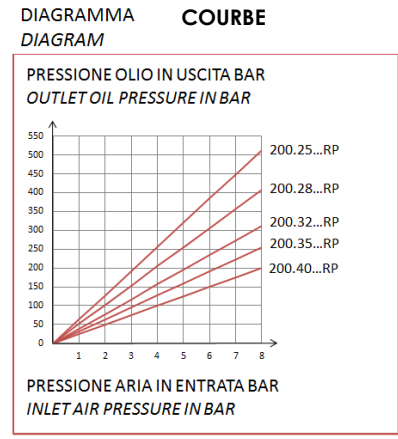 DIAGRAMMA COURBE
DIAGRAM
PRESSIONE OLIO IN USCITA BAR
OUTLET OIL PRESSURE IN BAR
550
500
450
400
350
300
250
200
150
100
50
0
200.25...RP
200.28...RP
200.32...RP
200.35...RP
200.40...RP
1 2 3 4 5 6 7 8
PRESSIONE ARIA IN ENTRATA BAR
INLET AIR PRESSURE IN BAR